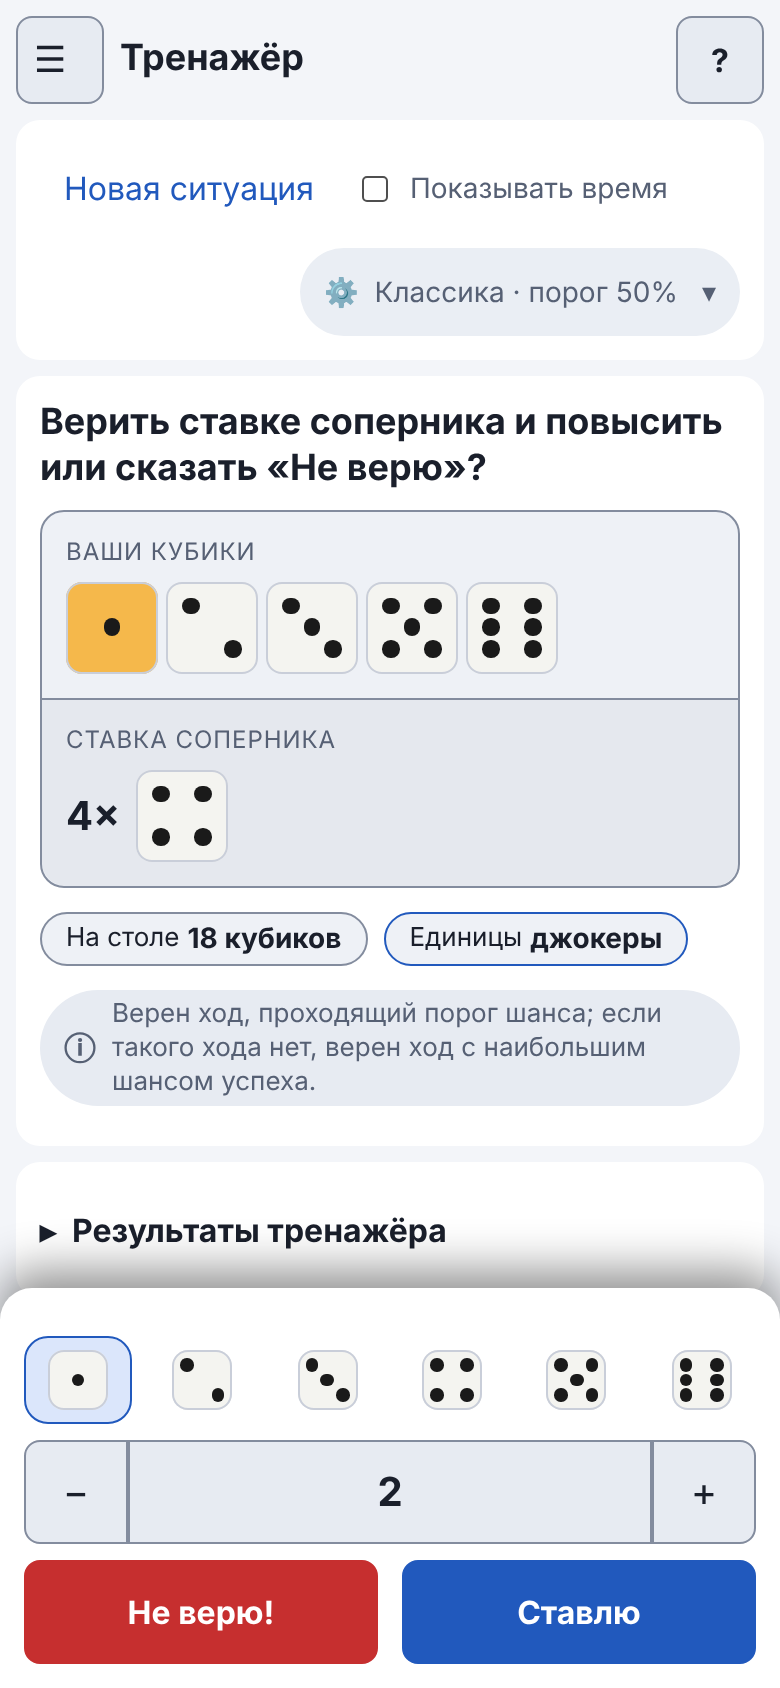 ☰ Тренажёр ?
Новая ситуация Показывать время
⚙️ Классика · порог 50% ▾
Верить ставке соперника и повысить
или сказать «Не верю»?
ВАШИ КУБИКИ
СТАВКА СОПЕРНИКА
4×
На столе 18 кубиков Единицы джокеры
Верен ход, проходящий порог шанса; если
такого хода нет, верен ход с наибольшим
шансом успеха.
▸ Результаты тренажёра
− 2 +
Не верю! Ставлю